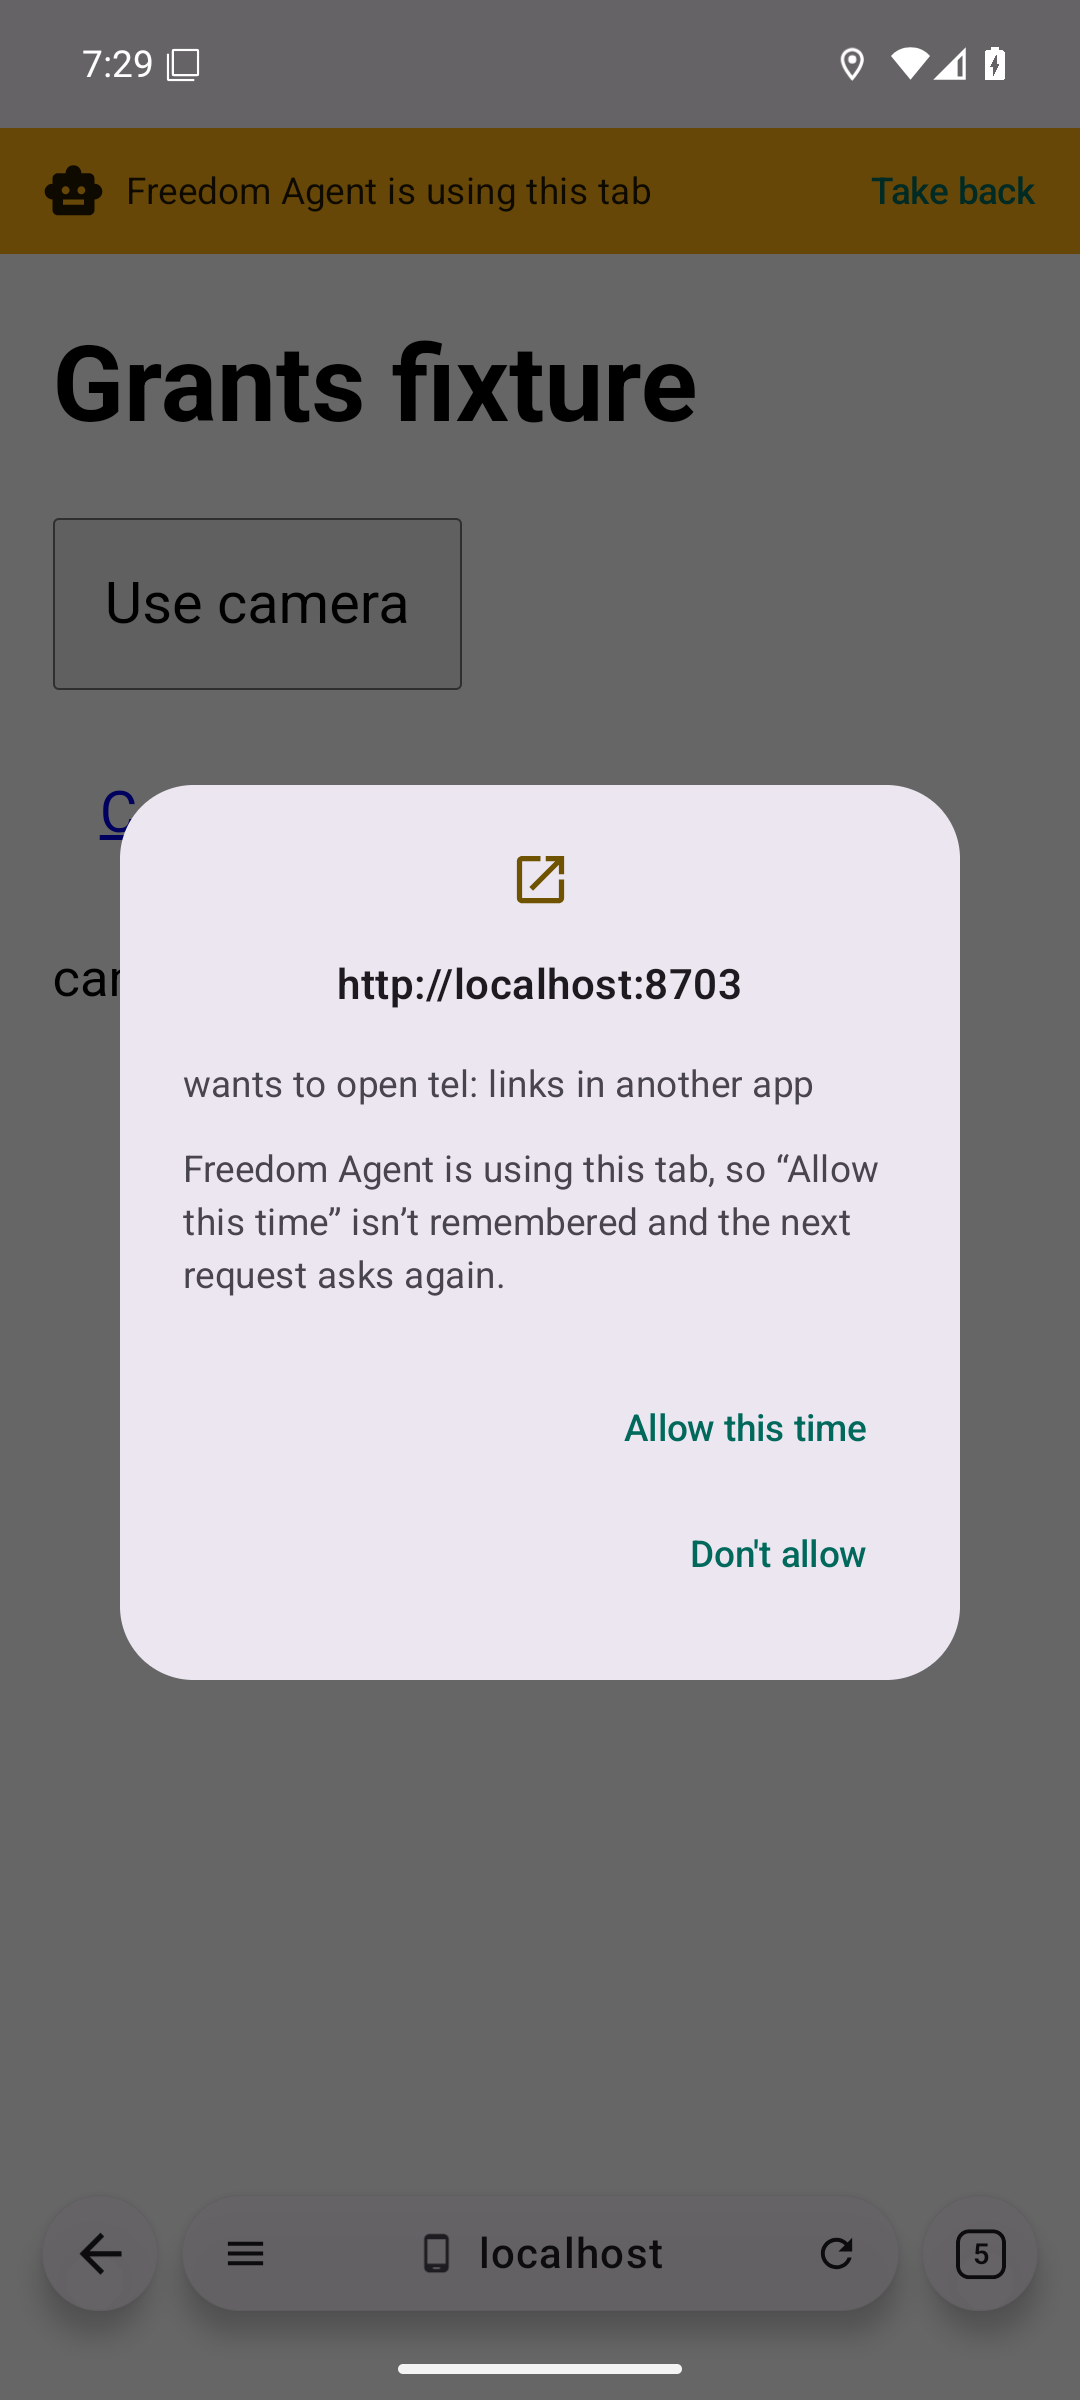 7:29
Freedom Agent is using this tab
Take back
Grants fixture
Use camera
http://localhost:8703
wants to open tel: links in another app
Freedom Agent is using this tab, so “Allow
this time” isn’t remembered and the next
request asks again.
Allow this time
Don't allow
localhost
5